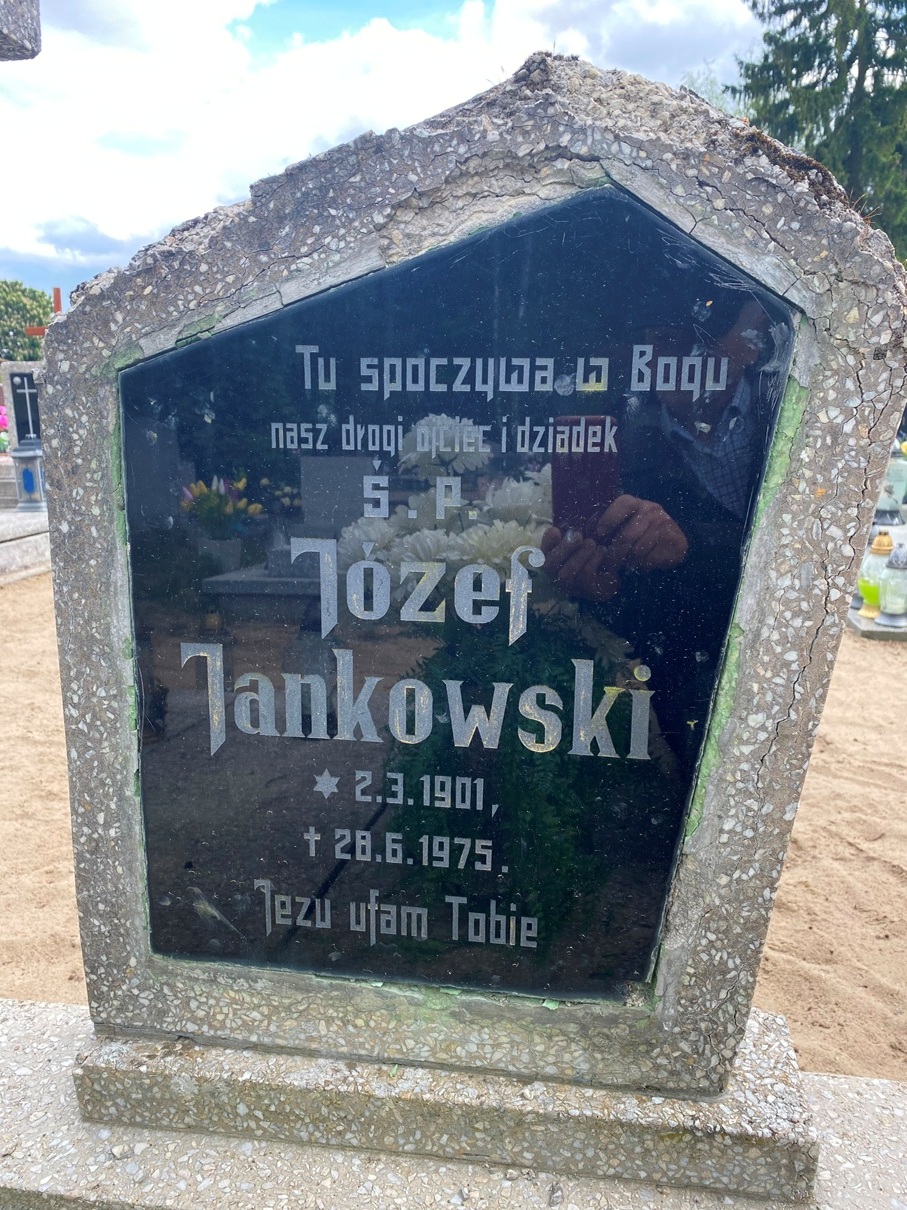 Tu spoczywa w Bogu
nasz drogi ojciec i dziadek
Ś. P.
Józef
Jankowski
✶ 2.3.1901,
† 28.6.1975.
Jezu ufam Tobie